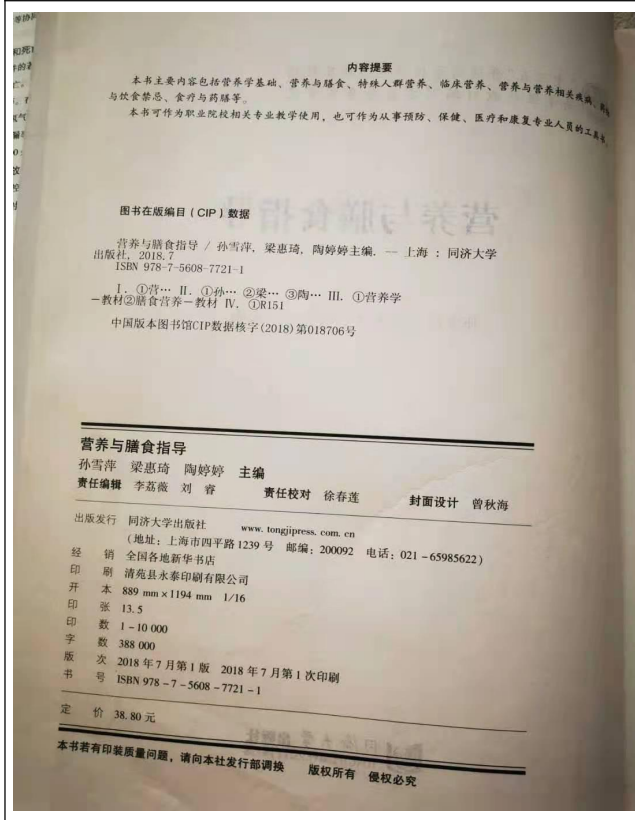 内容提要
本书主要内容包括营养学基础、营养与膳食、特殊人群营养、临床营养、营养与营养相关疾病、
与饮食禁忌、食疗与药膳等。
本书可作为职业院校相关专业教学使用，也可作为从事预防、保健、医疗和康复专业人员的工具书。
图书在版编目（CIP）数据
营养与膳食指导 / 孙雪萍，梁惠琦，陶婷婷主编. -- 上海：同济大学
出版社，2018.7
ISBN 978-7-5608-7721-1
Ⅰ. ①营… Ⅱ. ①孙… ②梁… ③陶… Ⅲ. ①营养学
－教材②膳食营养－教材 Ⅳ. ①R151
中国版本图书馆CIP数据核字(2018)第018706号
营养与膳食指导
孙雪萍 梁惠琦 陶婷婷 主编
责任编辑 李荔薇 刘 睿 责任校对 徐春莲 封面设计 曾秋海
出版发行 同济大学出版社 www.tongjipress.com.cn
(地址：上海市四平路1239号 邮编：200092 电话：021-65985622)
经 销 全国各地新华书店
印 刷 清苑县永泰印刷有限公司
开 本 889 mm×1194 mm 1/16
印 张 13.5
印 数 1-10 000
字 数 388 000
版 次 2018年7月第1版 2018年7月第1次印刷
书 号 ISBN 978-7-5608-7721-1
定 价 38.80元
本书若有印装质量问题，请向本社发行部调换 版权所有 侵权必究